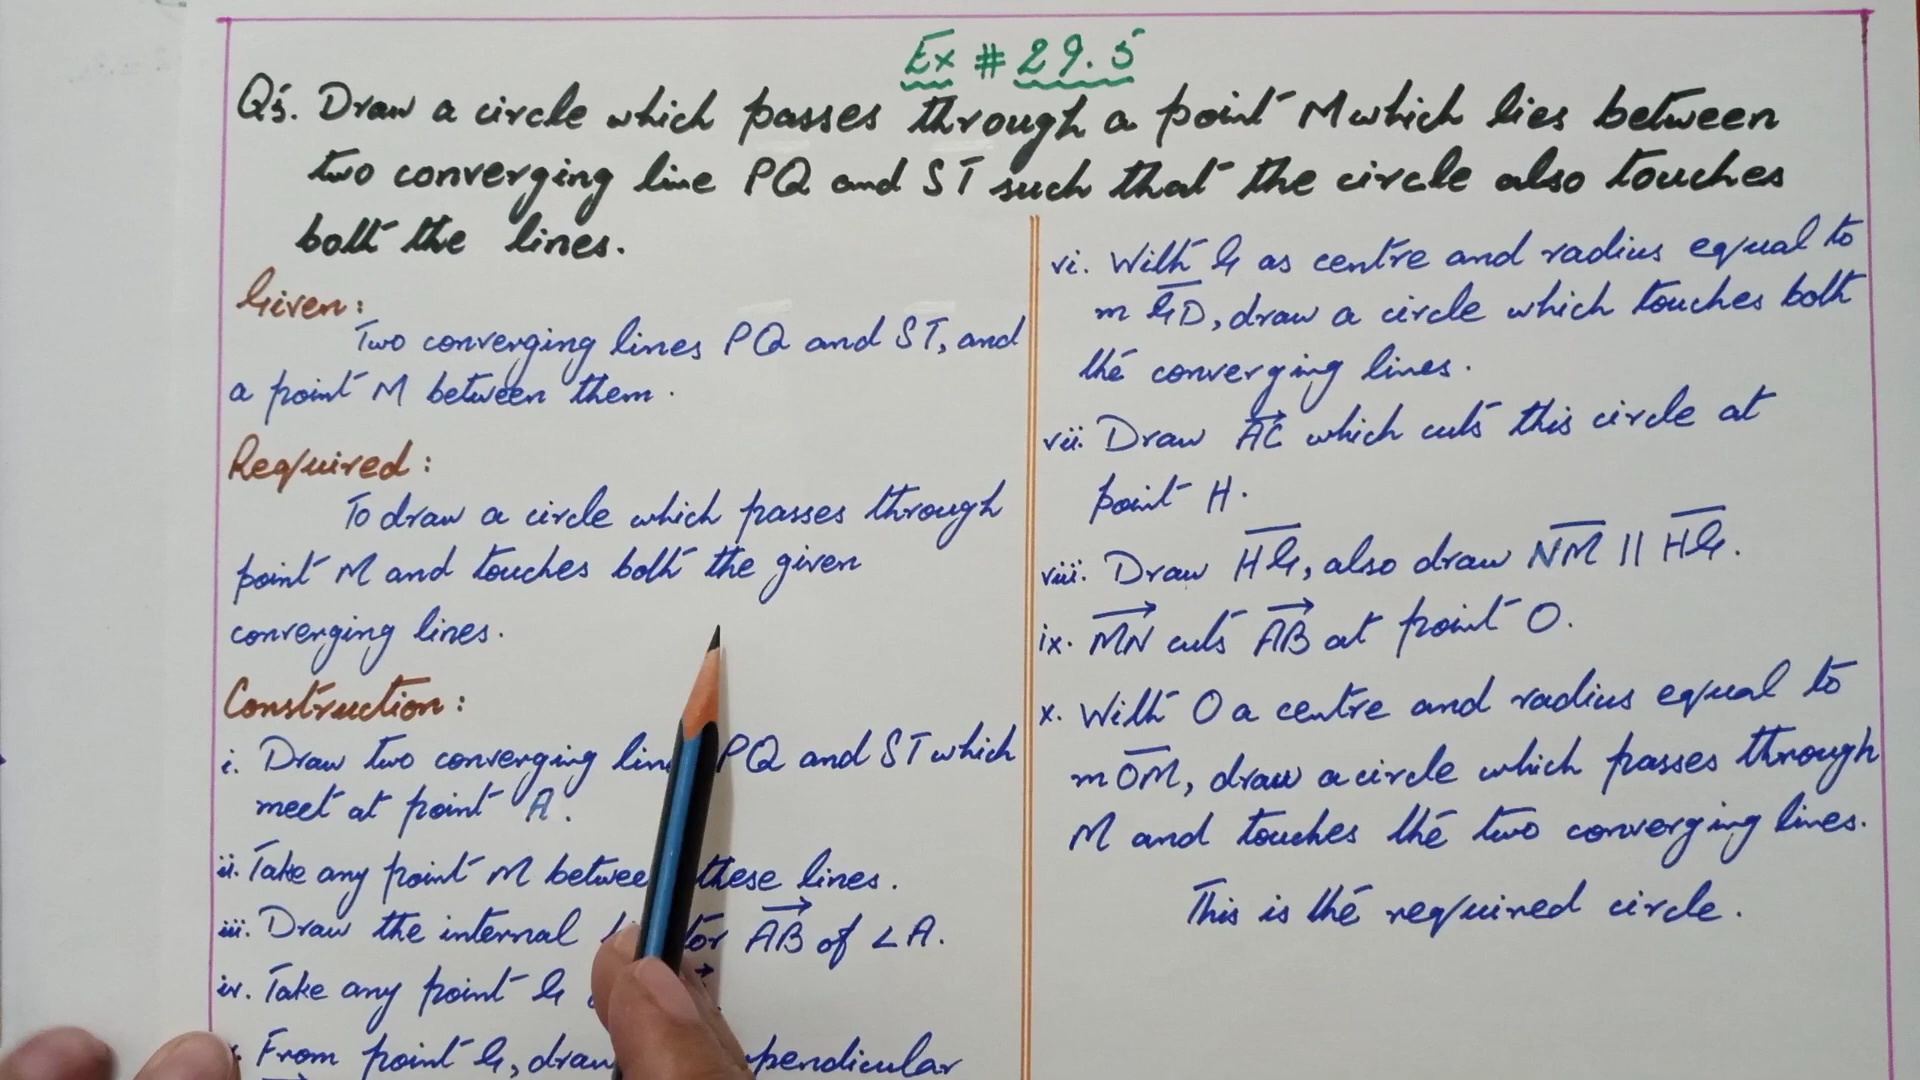 Ex # 29.5
Q5. Draw a circle which passes through a point M which lies between
two converging line PQ and ST such that the circle also touches
both the lines.
Given:
Two converging lines PQ and ST, and
a point M between them.
Required:
To draw a circle which passes through
point M and touches both the given
converging lines.
Construction:
i. Draw two converging PQ and ST which
meet at point A.
ii. Take any point M these lines.
iii. Draw the internal AB of ∠A.
iv. Take any point G
From point G,
vi. With G as centre and radius equal to
m GD, draw a circle which touches both
the converging lines.
vii. Draw AC which cuts this circle at
point H.
viii. Draw HG, also draw NM || HG.
ix. MN cuts AB at point O.
x. With O a centre and radius equal to
m OM, draw a circle which passes through
M and touches the two converging lines.
This is the required circle.